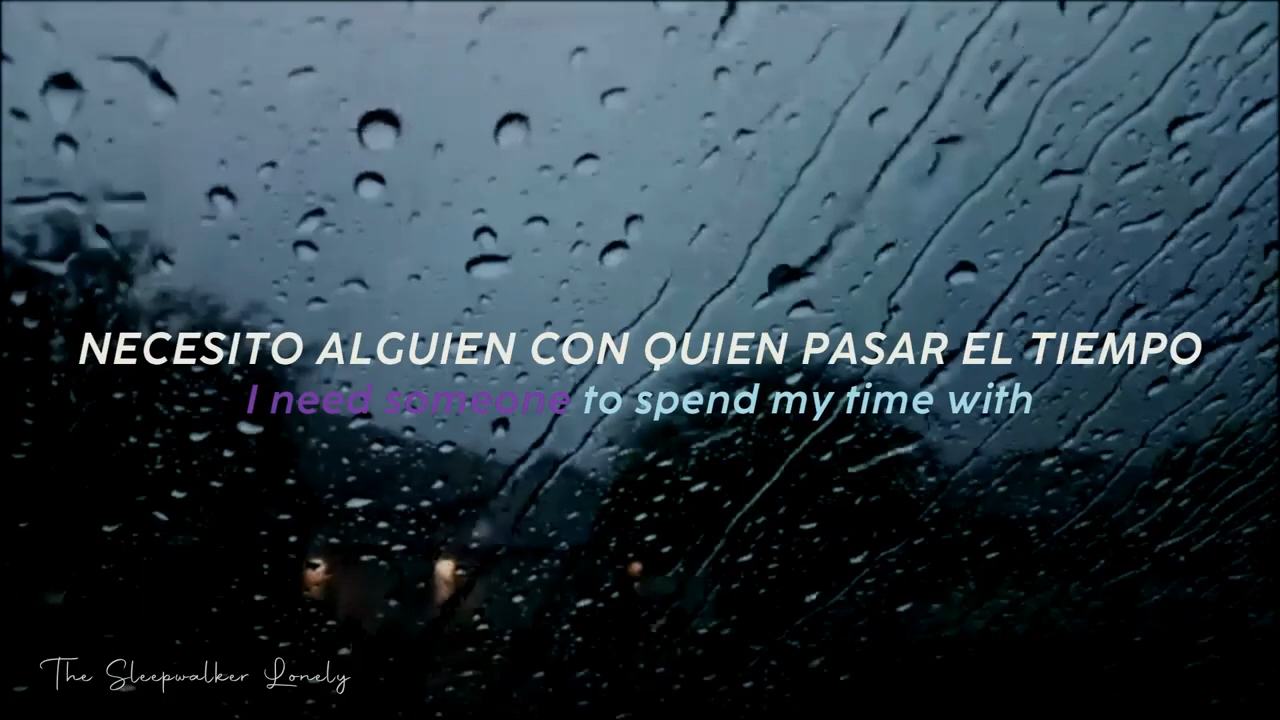 NECESITO ALGUIEN CON QUIEN PASAR EL TIEMPO
I need someone to spend my time with
The Sleepwalker Lonely